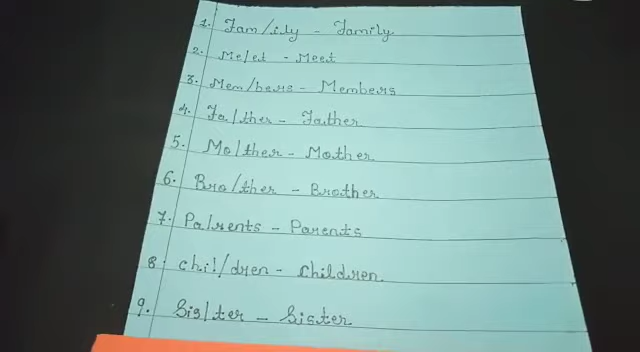 1. Fam/ily - Family
2. Me/et - Meet
3. Mem/bers - Members
4. Fa/ther - Father
5. Mo/ther - Mother
6. Bro/ther - Brother
7. Pa/rents - Parents
8. Chil/dren - Children
9. Sis/ter - Sister